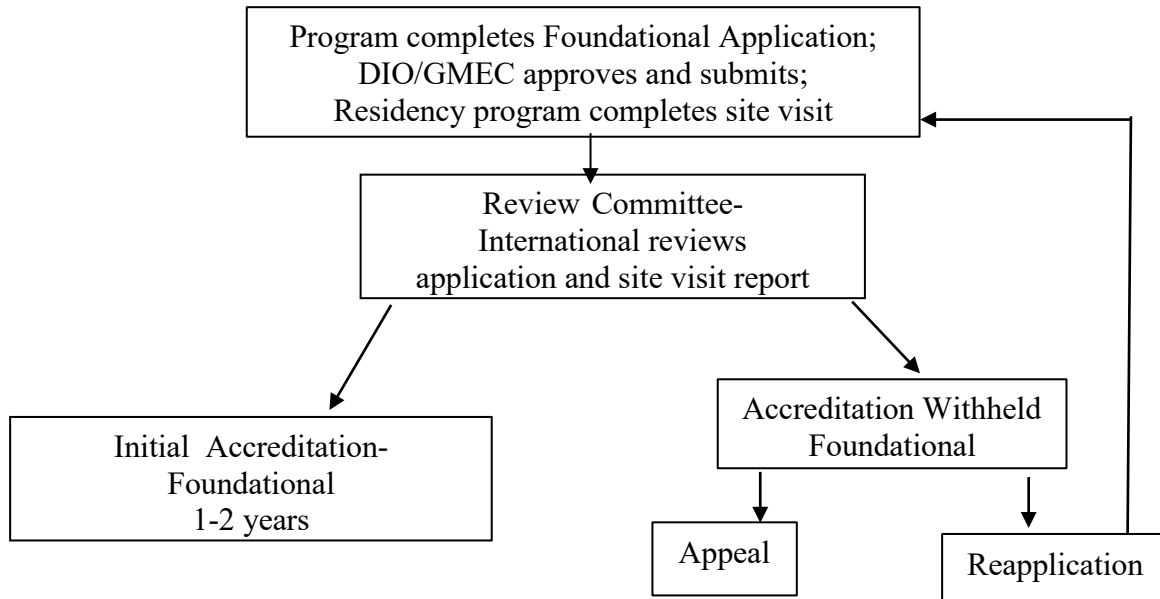 Program completes Foundational Application;
DIO/GMEC approves and submits;
Residency program completes site visit
Review Committee-
International reviews
application and site visit report
Initial Accreditation-
Foundational
1-2 years
Accreditation Withheld
Foundational
Appeal
Reapplication